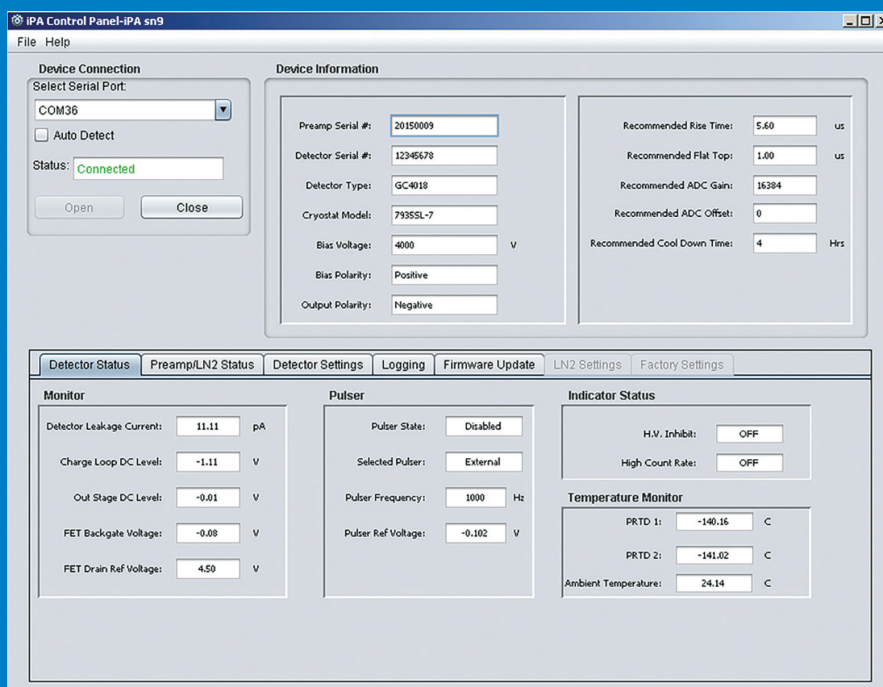 iPA Control Panel-iPA sn9
File Help
Device Connection
Select Serial Port:
COM36
Auto Detect
Status: Connected
Open Close
Device Information
Preamp Serial #: 20150009
Detector Serial #: 12345678
Detector Type: GC4018
Cryostat Model: 7935SL-7
Bias Voltage: 4000 V
Bias Polarity: Positive
Output Polarity: Negative
Recommended Rise Time: 5.60 us
Recommended Flat Top: 1.00 us
Recommended ADC Gain: 16384
Recommended ADC Offset: 0
Recommended Cool Down Time: 4 Hrs
Detector Status Preamp/LN2 Status Detector Settings Logging Firmware Update LN2 Settings Factory Settings
Monitor
Detector Leakage Current: 11.11 pA
Charge Loop DC Level: -1.11 V
Out Stage DC Level: -0.01 V
FET Backgate Voltage: -0.08 V
FET Drain Ref Voltage: 4.50 V
Pulser
Pulser State: Disabled
Selected Pulser: External
Pulser Frequency: 1000 Hz
Pulser Ref Voltage: -0.102 V
Indicator Status
H.V. Inhibit: OFF
High Count Rate: OFF
Temperature Monitor
PRTD 1: -140.16 C
PRTD 2: -141.02 C
Ambient Temperature: 24.14 C